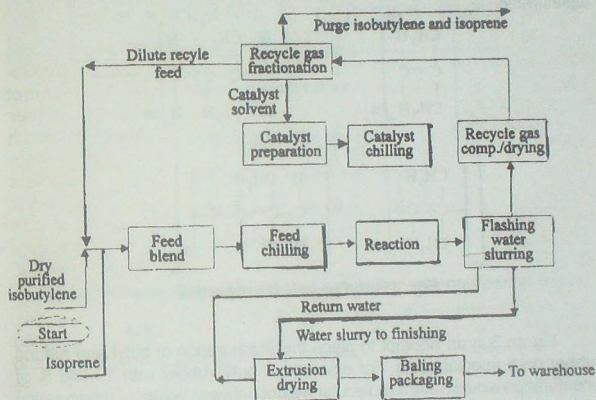 Purge isobutylene and isoprene
Dilute recyle
feed
Recycle gas
fractionation
Catalyst
solvent
Catalyst
preparation
Catalyst
chilling
Recycle gas
comp./drying
Feed
blend
Feed
chilling
Reaction
Flashing
water
slurring
Dry
purified
isobutylene
Start
Isoprene
Return water
Water slurry to finishing
Extrusion
drying
Baling
packaging
To warehouse